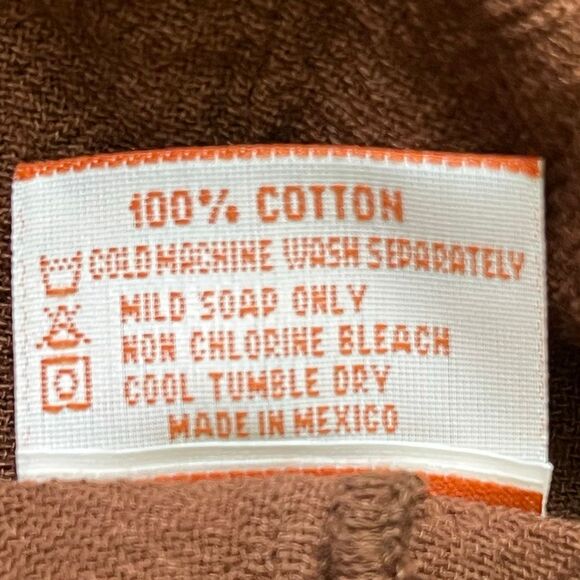 100% COTTON
COLD MACHINE WASH SEPARATELY
MILD SOAP ONLY
NON CHLORINE BLEACH
COOL TUMBLE DRY
MADE IN MEXICO